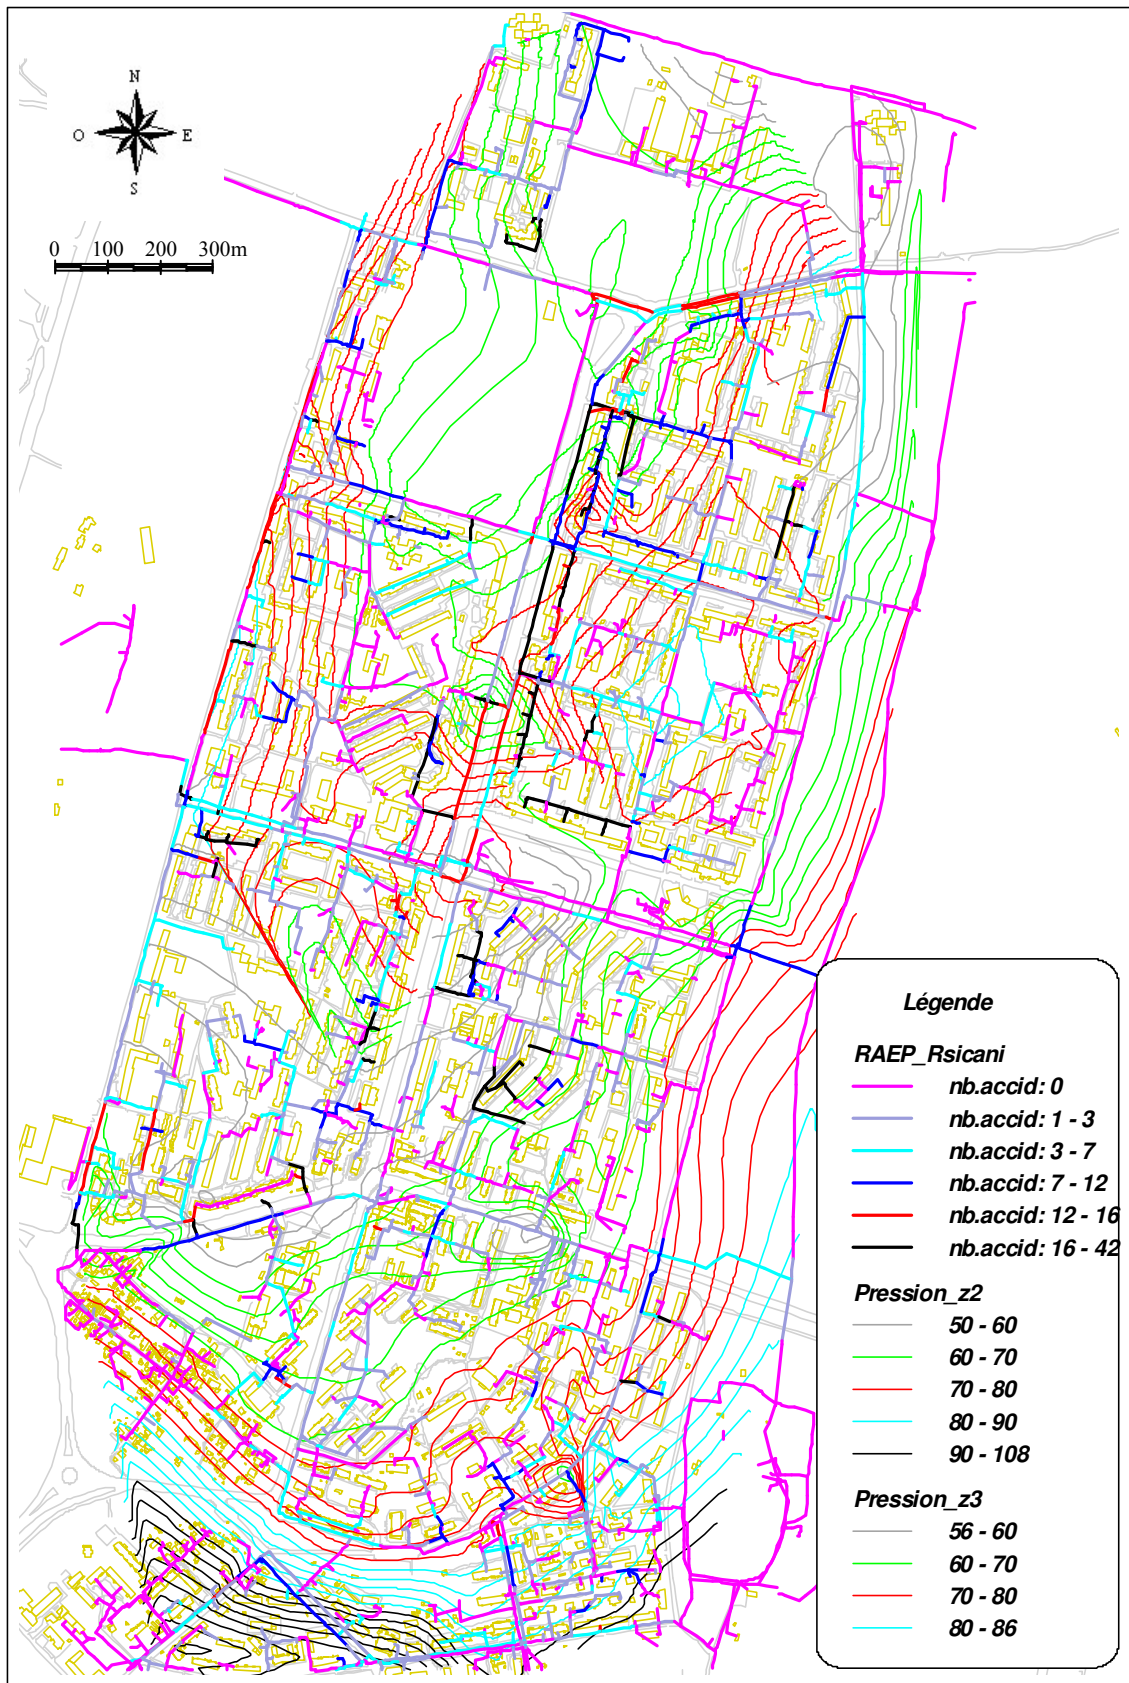 N
O E
S
0 100 200 300m
Légende
RAEP_Rsicani
nb.accid: 0
nb.accid: 1 - 3
nb.accid: 3 - 7
nb.accid: 7 - 12
nb.accid: 12 - 16
nb.accid: 16 - 42
Pression_z2
50 - 60
60 - 70
70 - 80
80 - 90
90 - 108
Pression_z3
56 - 60
60 - 70
70 - 80
80 - 86